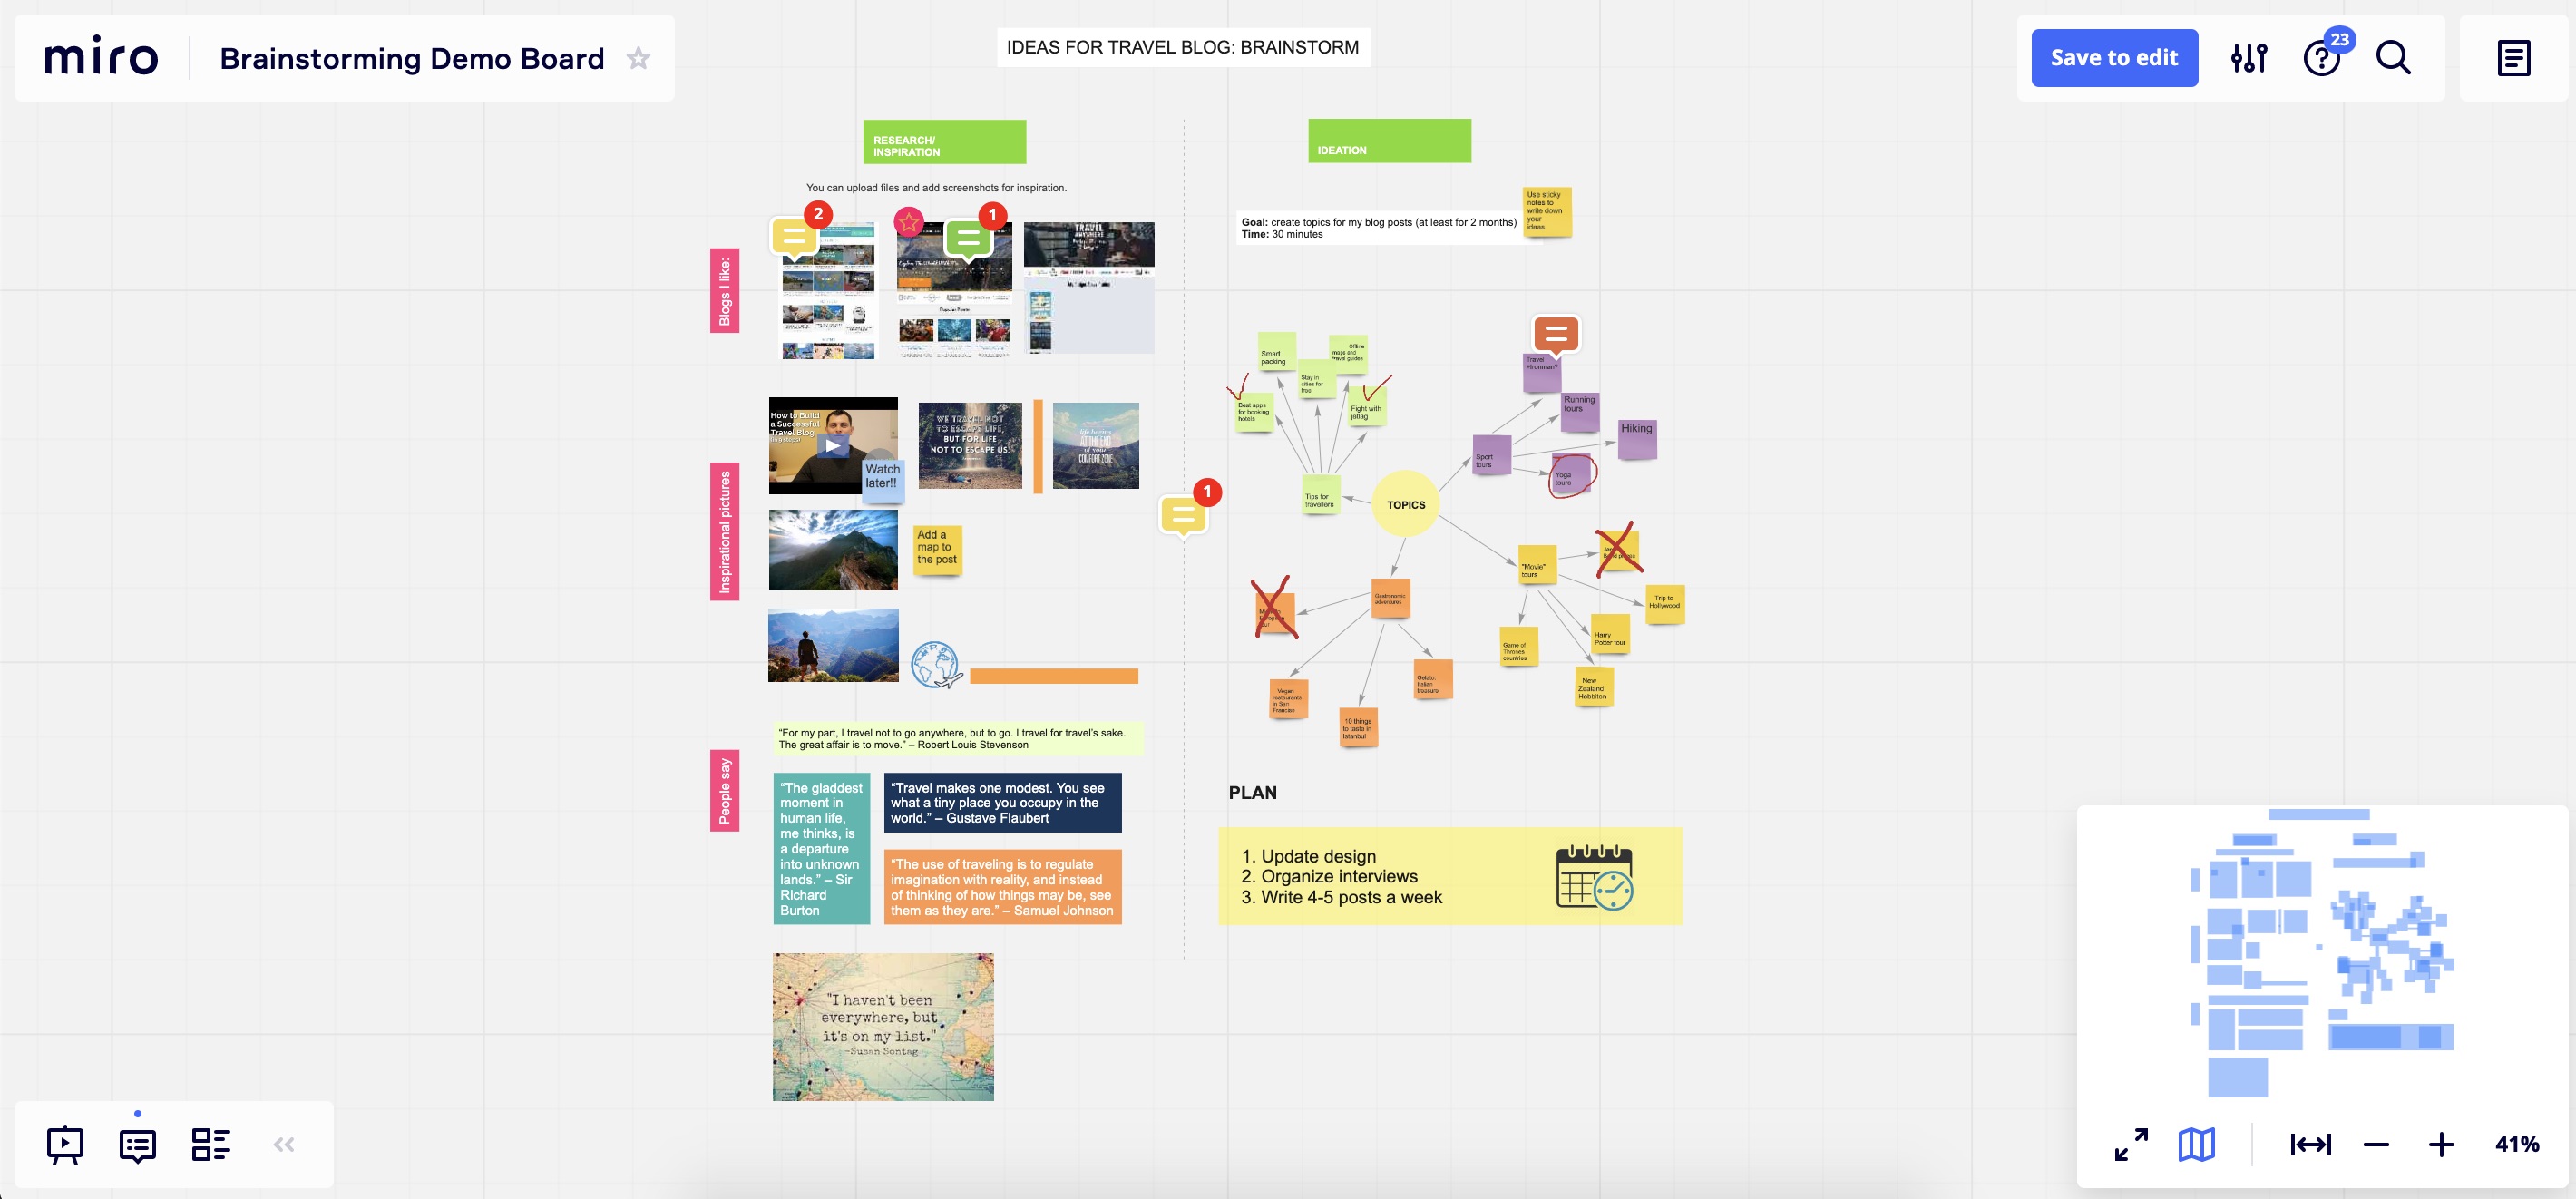 miro
Brainstorming Demo Board
IDEAS FOR TRAVEL BLOG: BRAINSTORM
Save to edit
23
RESEARCH/
INSPIRATION
You can upload files and add screenshots for inspiration.
Blogs I like:
2
1
TRAVEL
ANYWHERE
Popular Posts
Inspirational pictures
How to Build
a Successful
Travel Blog
Watch
later!!
WE TRAVEL NOT
TO ESCAPE LIFE,
BUT FOR LIFE
NOT TO ESCAPE US
life begins
AT THE END
of your
COMFORT ZONE
Add a
map to
the post
1
People say
“For my part, I travel not to go anywhere, but to go. I travel for travel’s sake.
The great affair is to move.” – Robert Louis Stevenson
“The gladdest
moment in
human life,
me thinks, is
a departure
into unknown
lands.” – Sir
Richard
Burton
“Travel makes one modest. You see
what a tiny place you occupy in the
world.” – Gustave Flaubert
“The use of traveling is to regulate
imagination with reality, and instead
of thinking of how things may be, see
them as they are.” – Samuel Johnson
"I haven't been
everywhere, but
it's on my list."
-Susan Sontag
IDEATION
Goal: create topics for my blog posts (at least for 2 months)
Time: 30 minutes
Use sticky
notes to
write down
your
ideas
Smart
packing
Offline
maps and
travel guides
Stay in
cities for
free
Best apps
for booking
hotels
Fight with
jetlag
Tips for
travellers
TOPICS
Travel
Running
tours
Hiking
Sport
tours
Yoga
tours
"Movie"
tours
Trip to
Hollywood
Harry
Potter tour
Game of
Thrones
countries
New
Zealand:
Hobbiton
Gastronomic
adventures
Gelato:
Italian
treasure
10 things
to taste in
Istanbul
Vegan
restaurants
in San
Francisco
PLAN
1. Update design
2. Organize interviews
3. Write 4-5 posts a week
41%